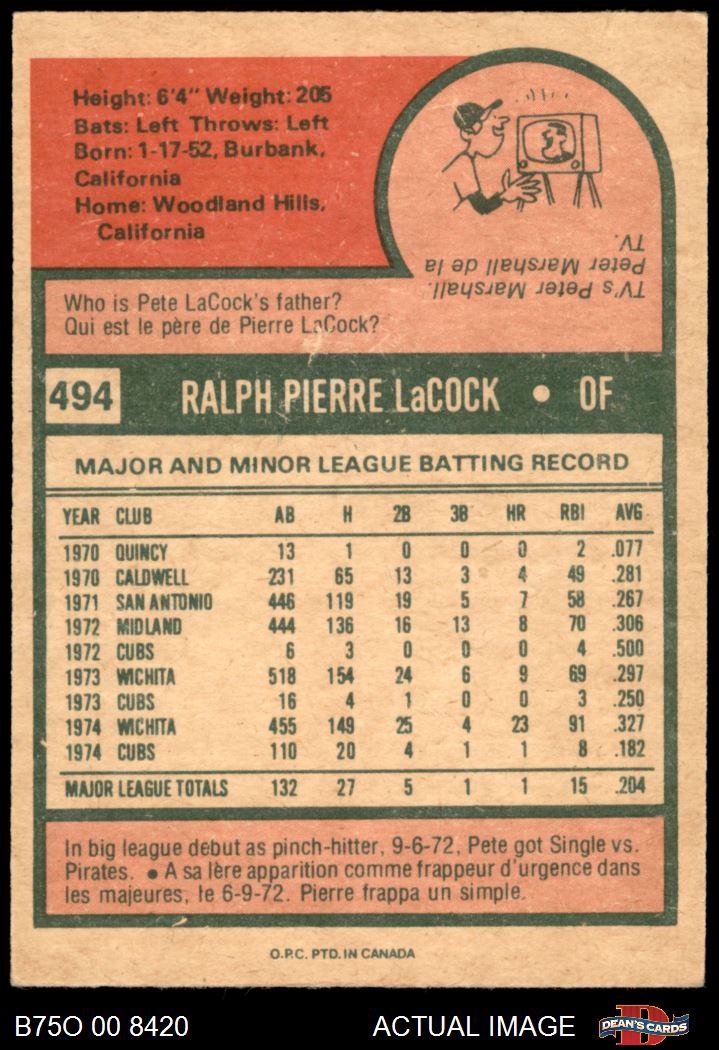 Height: 6'4" Weight: 205
Bats: Left Throws: Left
Born: 1-17-52, Burbank,
California
Home: Woodland Hills,
California
TV's Peter Marshall.
Peter Marshall de la
TV.
Who is Pete LaCock's father?
Qui est le père de Pierre LaCock?
494 RALPH PIERRE LaCOCK • OF
MAJOR AND MINOR LEAGUE BATTING RECORD
YEAR CLUB AB H 2B 3B HR RBI AVG
1970 QUINCY 13 1 0 0 0 2 .077
1970 CALDWELL 231 65 13 3 4 49 .281
1971 SAN ANTONIO 446 119 19 5 7 58 .267
1972 MIDLAND 444 136 16 13 8 70 .306
1972 CUBS 6 3 0 0 0 4 .500
1973 WICHITA 518 154 24 6 9 69 .297
1973 CUBS 16 4 1 0 0 3 .250
1974 WICHITA 455 149 25 4 23 91 .327
1974 CUBS 110 20 4 1 1 8 .182
MAJOR LEAGUE TOTALS 132 27 5 1 1 15 .204
In big league debut as pinch-hitter, 9-6-72, Pete got Single vs.
Pirates. • A sa lère apparition comme frappeur d'urgence dans
les majeures, le 6-9-72. Pierre frappa un simple.
O.P.C. PTD. IN CANADA
B75O 00 8420 ACTUAL IMAGE D DEAN'S CARDS